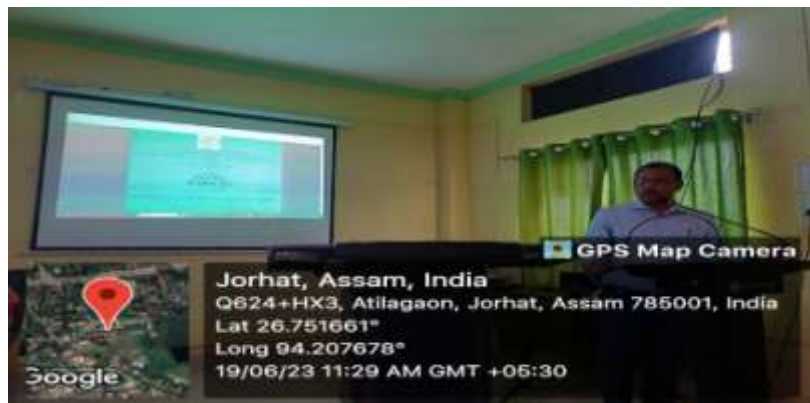 GPS Map Camera
Jorhat, Assam, India
Q624+HX3, Atilagaon, Jorhat, Assam 785001, India
Lat 26.751661°
Long 94.207678°
19/06/23 11:29 AM GMT +05:30
Google